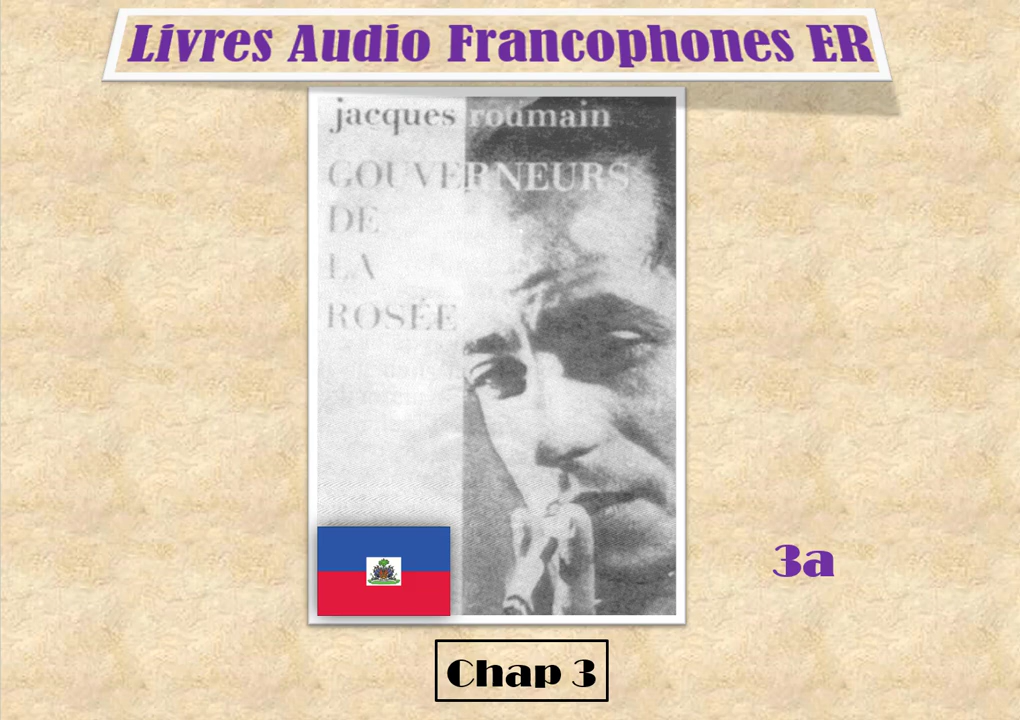 Livres Audio Francophones ER
jacques roumain
GOUVERNEURS
DE
LA
ROSÉE
3a
Chap 3